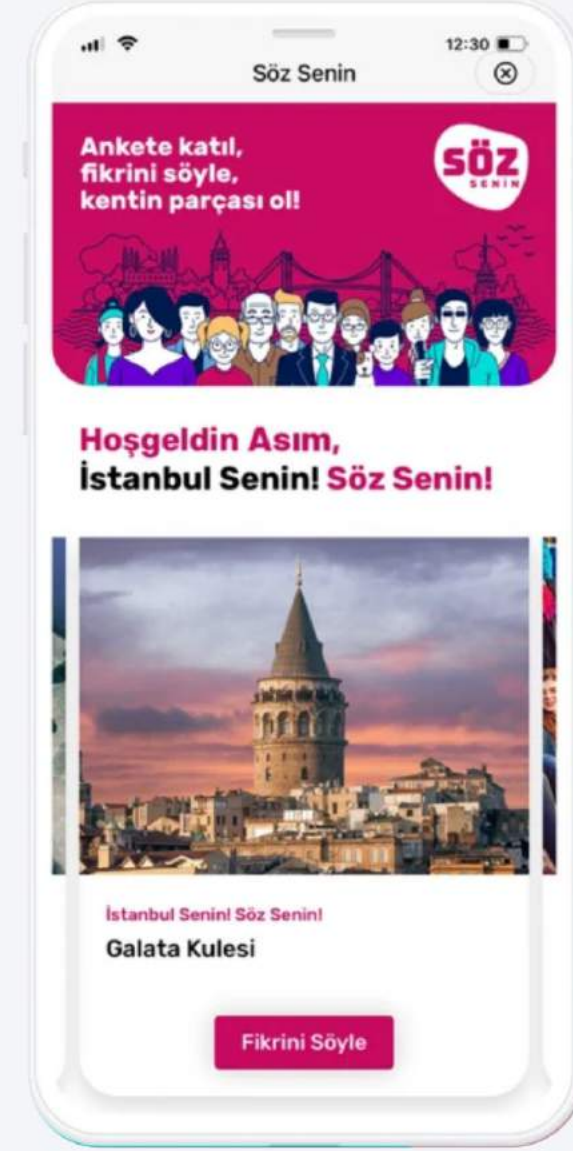 12:30
Söz Senin
Ankete katıl,
fikrini söyle,
kentin parçası ol!
SÖZ
SENİN
Hoşgeldin Asım,
İstanbul Senin! Söz Senin!
İstanbul Senin! Söz Senin!
Galata Kulesi
Fikrini Söyle